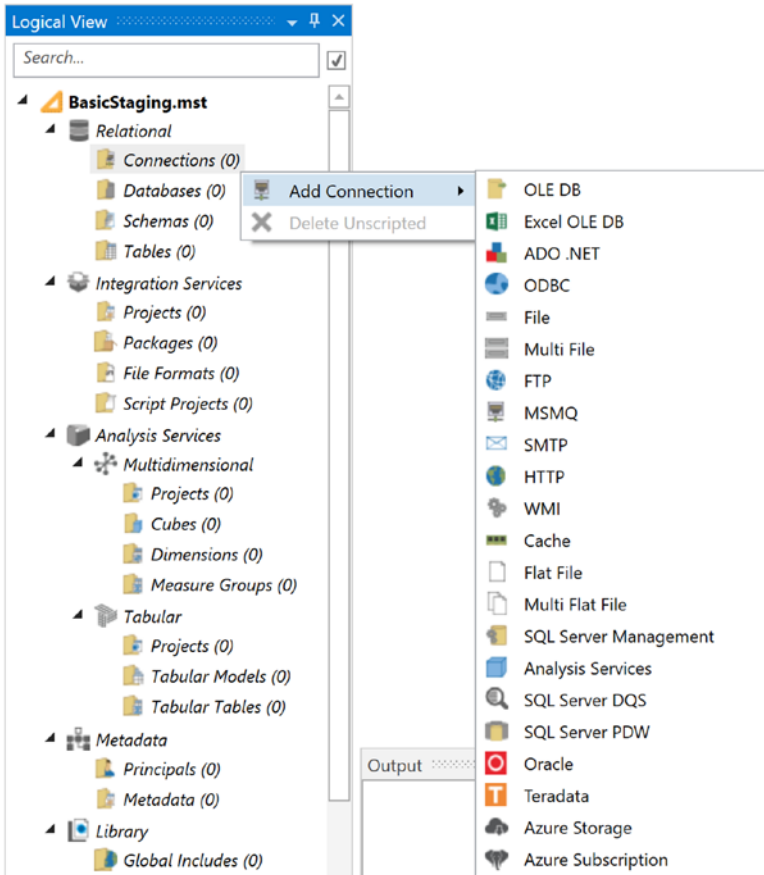 Logical View
Search...
BasicStaging.mst
Relational
Connections (0)
Databases (0)
Schemas (0)
Tables (0)
Integration Services
Projects (0)
Packages (0)
File Formats (0)
Script Projects (0)
Analysis Services
Multidimensional
Projects (0)
Cubes (0)
Dimensions (0)
Measure Groups (0)
Tabular
Projects (0)
Tabular Models (0)
Tabular Tables (0)
Metadata
Principals (0)
Metadata (0)
Library
Global Includes (0)
Add Connection
Delete Unscripted
OLE DB
Excel OLE DB
ADO .NET
ODBC
File
Multi File
FTP
MSMQ
SMTP
HTTP
WMI
Cache
Flat File
Multi Flat File
SQL Server Management
Analysis Services
SQL Server DQS
SQL Server PDW
Oracle
Teradata
Azure Storage
Azure Subscription
Output